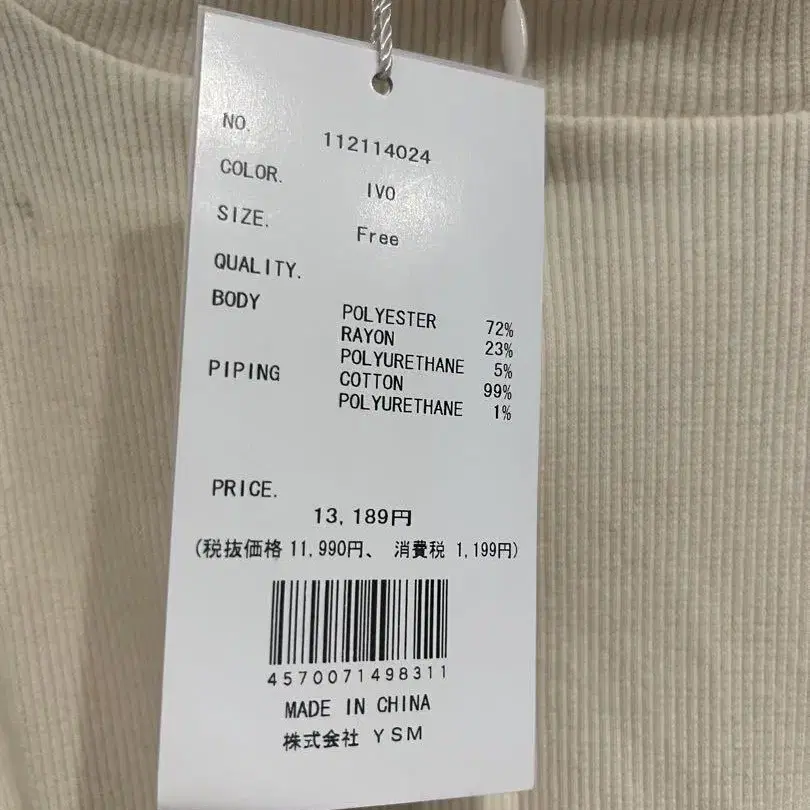 NO. 112114024
COLOR. IVO
SIZE. Free
QUALITY.
BODY POLYESTER 72%
RAYON 23%
POLYURETHANE 5%
PIPING COTTON 99%
POLYURETHANE 1%
PRICE.
13,189円
(税抜価格 11,990円、 消費税 1,199円)
4570071498311
MADE IN CHINA
株式会社 YSM